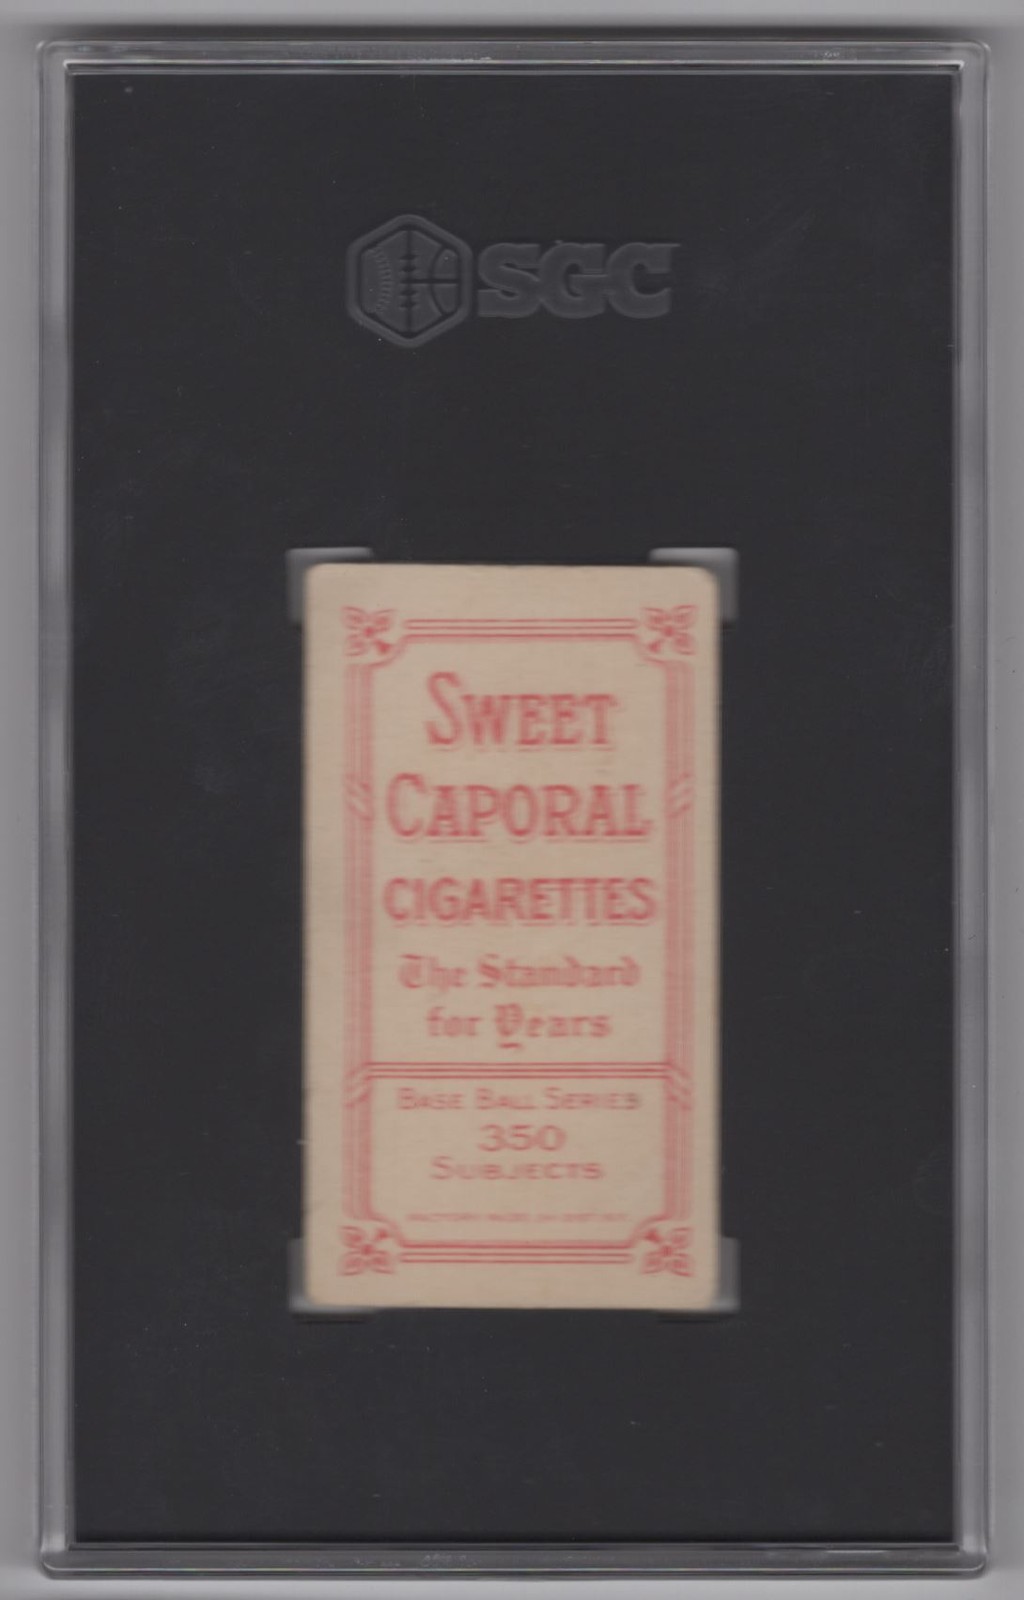 SGC
SWEET
CAPORAL
CIGARETTES
The Standard
for Years
BASE BALL SERIES
350
SUBJECTS